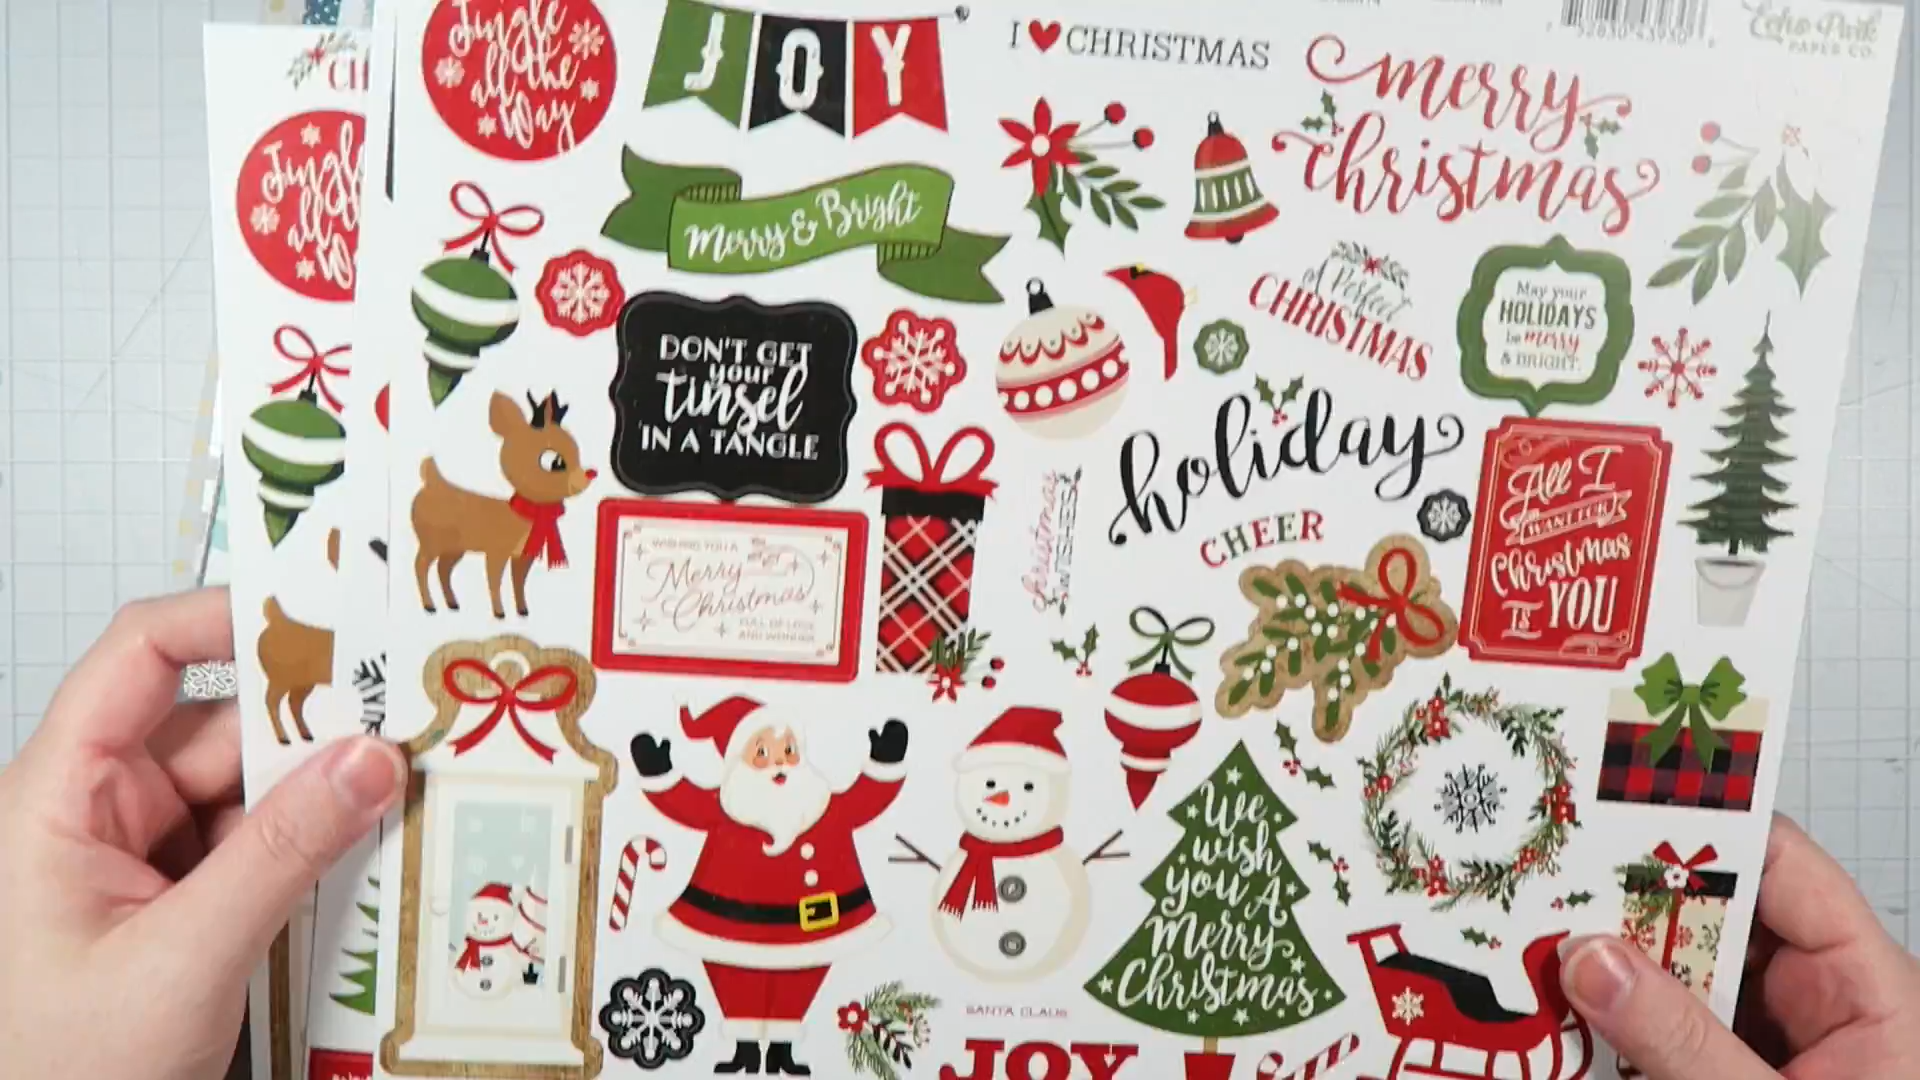 Jingle
all the
Way
JOY
I CHRISTMAS
Echo Park
PAPER CO.
merry
christmas
Merry & Bright
A Perfect
CHRISTMAS
May your
HOLIDAYS
be merry
& BRIGHT
DON'T GET
your
tinsel
IN A TANGLE
holiday
CHEER
christmas
WISHES
All I
WANT FOR
Christmas
IS YOU
WISHING YOU A
Merry
Christmas
FULL OF LOVE
AND WONDER
We
wish
you A
Merry
Christmas
SANTA CLAUS
JOY